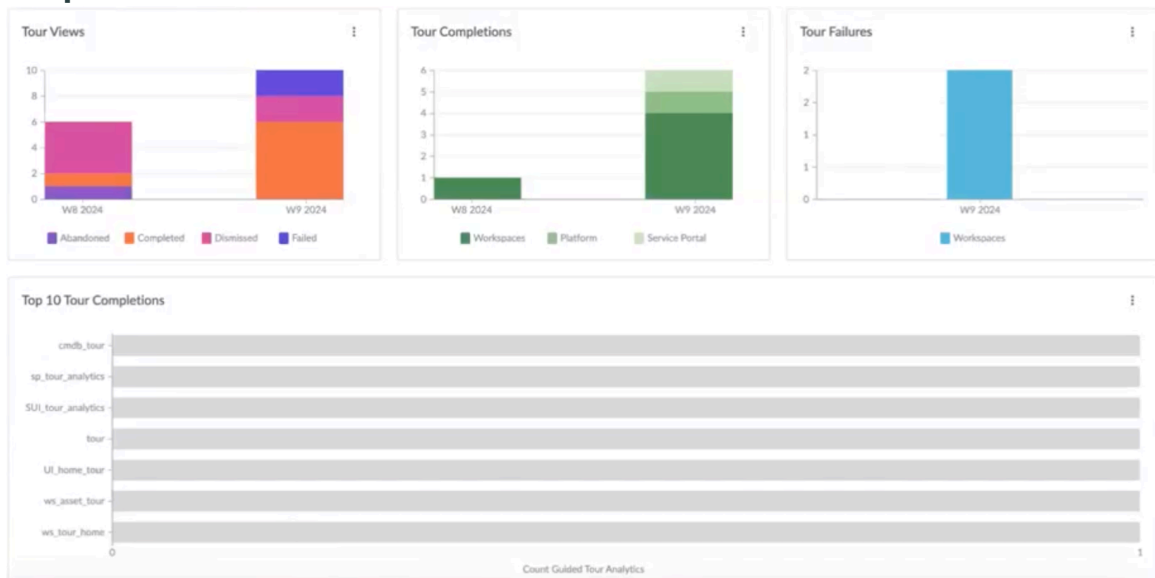 Tour Views
10
8
6
4
2
0
W8 2024
W9 2024
Abandoned Completed Dismissed Failed
Tour Completions
6
5
4
3
2
1
0
W8 2024
W9 2024
Workspaces Platform Service Portal
Tour Failures
2
2
1
1
0
W9 2024
Workspaces
Top 10 Tour Completions
cmdb_tour
sp_tour_analytics
SUI_tour_analytics
tour
UI_home_tour
ws_asset_tour
ws_tour_home
0 1
Count Guided Tour Analytics